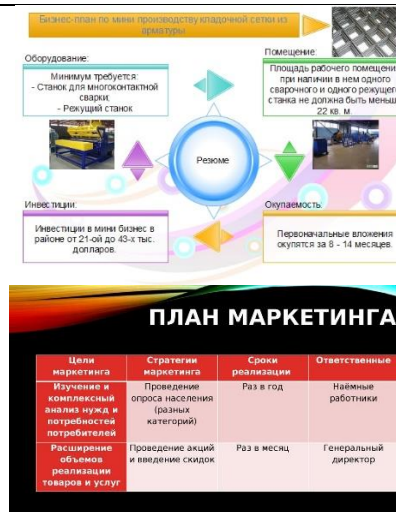 Бизнес-план по мини производству кладочной сетки из
арматуры
Оборудование:
Минимум требуется:
- Станок для многоконтактной
сварки;
- Режущий станок
Помещение:
Площадь рабочего помещения
при наличии в нем одного
сварочного и одного режущего
станка не должна быть меньше
22 кв. м.
Резюме
Инвестиции:
Инвестиции в мини бизнес в
районе от 21-ой до 43-х тыс.
долларов.
Окупаемость:
Первоначальные вложения
окупятся за 8 - 14 месяцев.
ПЛАН МАРКЕТИНГА
Цели
маркетинга
Стратегии
маркетинга
Сроки
реализации
Ответственные
Изучение и
комплексный
анализ нужд и
потребностей
потребителей
Проведение
опроса населения
(разных
категорий)
Раз в год
Наёмные
работники
Расширение
объемов
реализации
товаров и услуг
Проведение акций
и введение скидок
Раз в месяц
Генеральный
директор